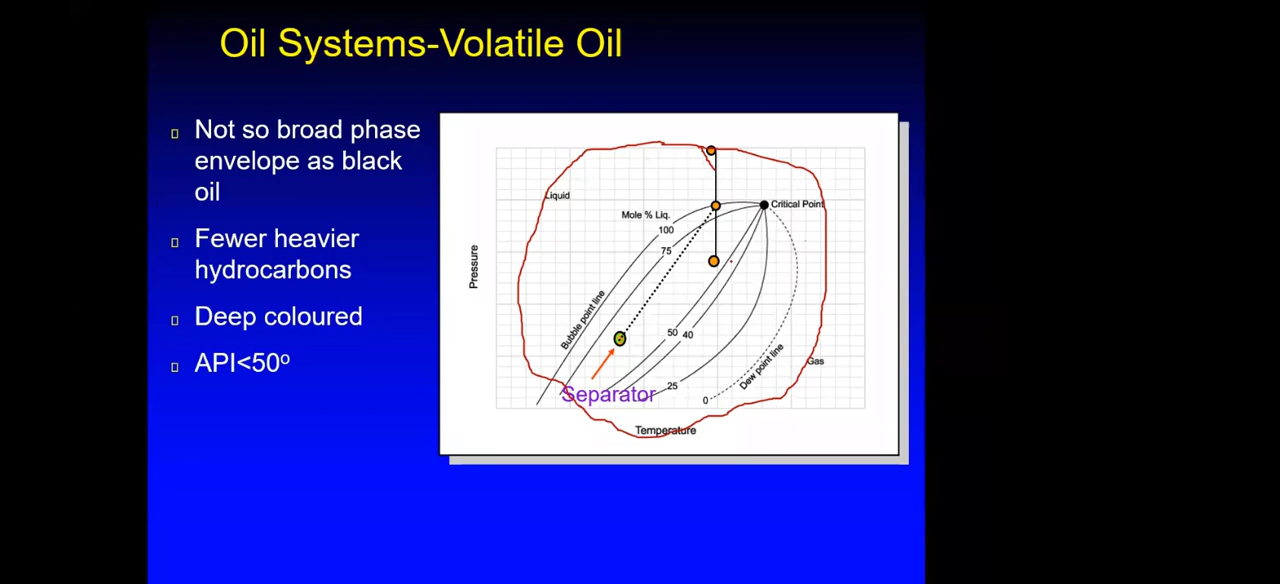 Oil Systems-Volatile Oil
Not so broad phase
envelope as black
oil
Fewer heavier
hydrocarbons
Deep coloured
API<50º
Liquid
Critical Point
Mole % Liq.
100
75
Pressure
Bubble point line
50
40
Gas
Dew point line
25
0
Separator
Temperature